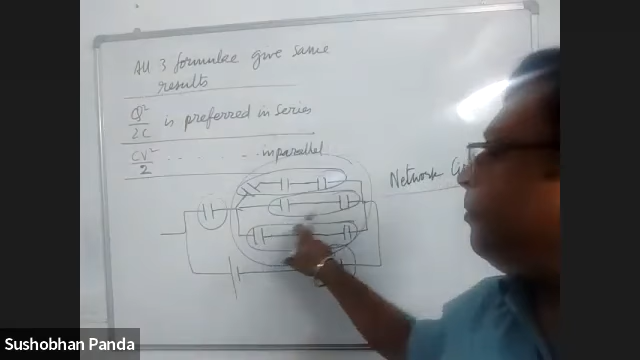 All 3 formulae give same
results
Q²/2C is preferred in series
CV²/2 . . . . . . . . . in parallel
Network
Sushobhan Panda